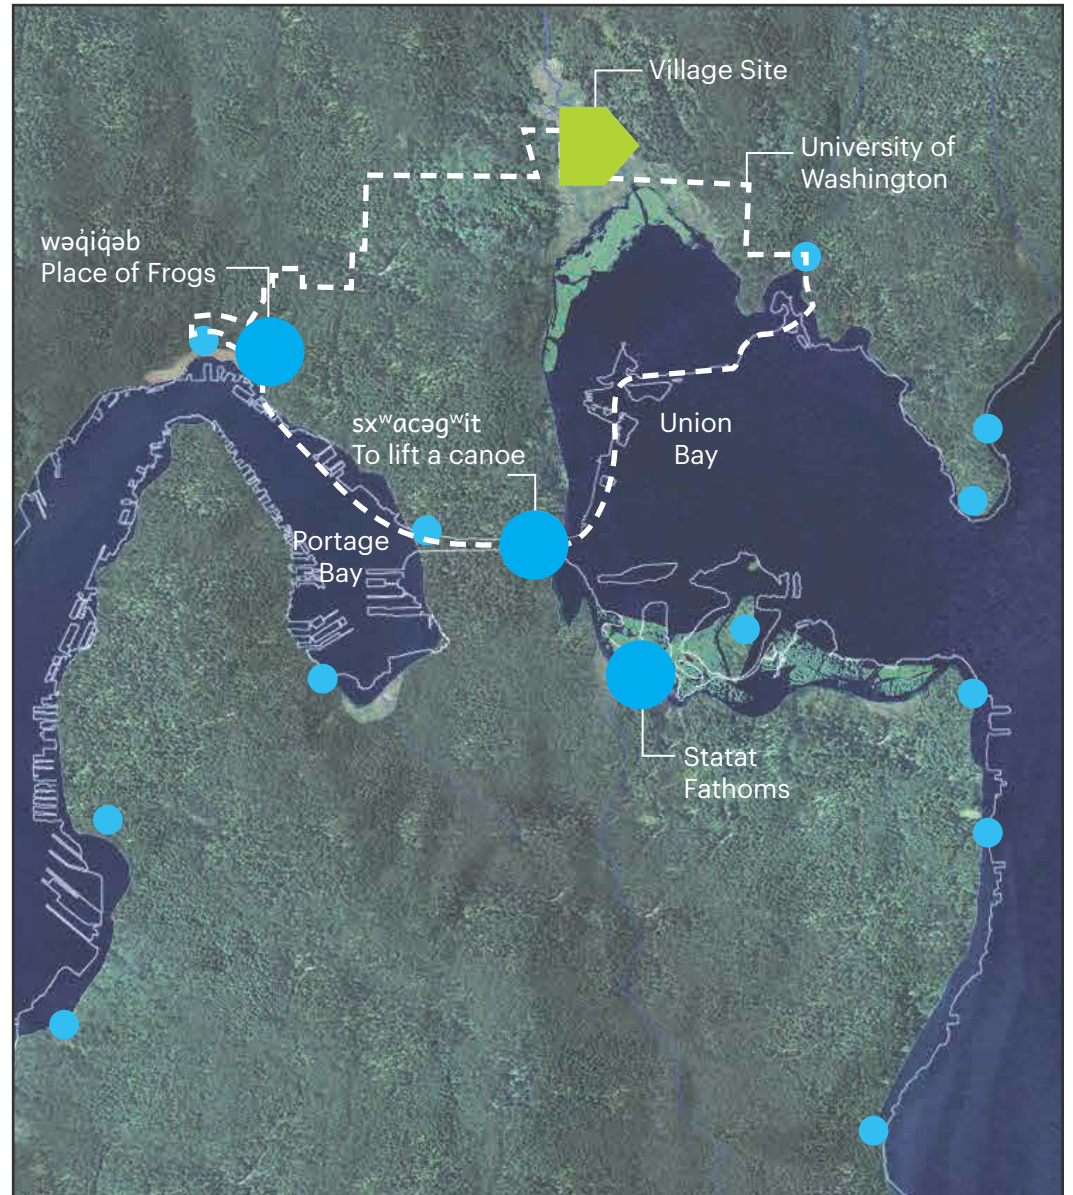 Village Site
University of
Washington
wəq̓iq̓əb
Place of Frogs
sxʷacəgʷit
To lift a canoe
Union
Bay
Portage
Bay
Statat
Fathoms